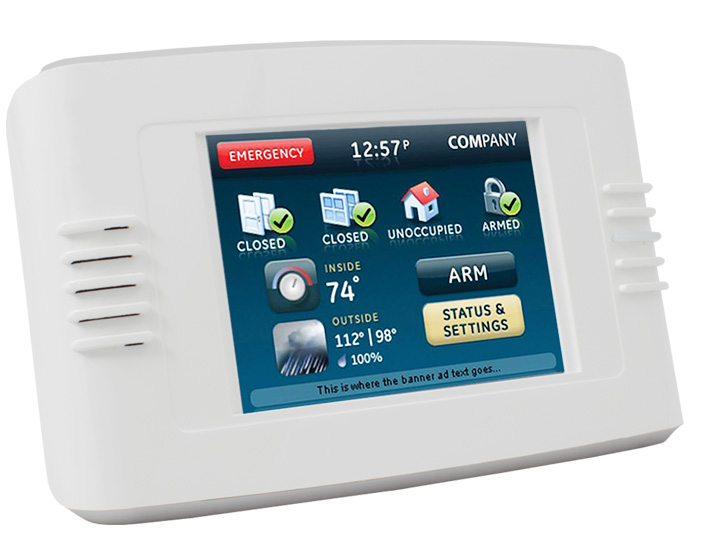 EMERGENCY
12:57P
COMPANY
CLOSED
CLOSED
UNOCCUPIED
ARMED
INSIDE
74°
ARM
OUTSIDE
112° | 98°
100%
STATUS &
SETTINGS
This is where the banner ad text goes...